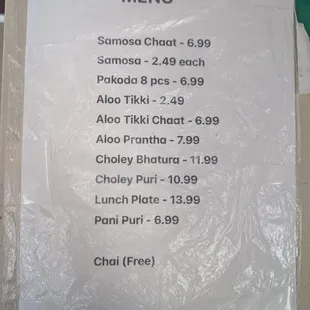 MENU
Samosa Chaat - 6.99
Samosa - 2.49 each
Pakoda 8 pcs - 6.99
Aloo Tikki - 2.49
Aloo Tikki Chaat - 6.99
Aloo Prantha - 7.99
Choley Bhatura - 11.99
Choley Puri - 10.99
Lunch Plate - 13.99
Pani Puri - 6.99
Chai (Free)